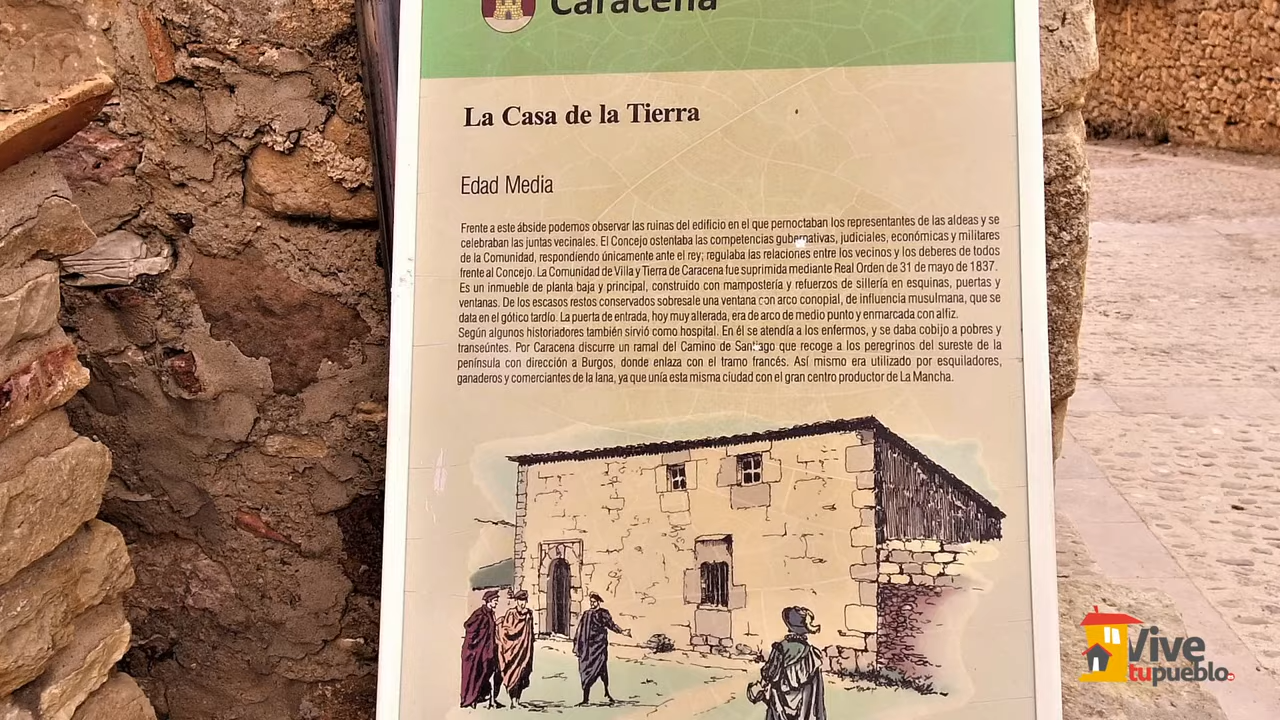 Caracena
La Casa de la Tierra
Edad Media
Frente a este ábside podemos observar las ruinas del edificio en el que pernoctaban los representantes de las aldeas y se
celebraban las juntas vecinales. El Concejo ostentaba las competencias gubernativas, judiciales, económicas y militares
de la Comunidad, respondiendo únicamente ante el rey; regulaba las relaciones entre los vecinos y los deberes de todos
frente al Concejo. La Comunidad de Villa y Tierra de Caracena fue suprimida mediante Real Orden de 31 de mayo de 1837.
Es un inmueble de planta baja y principal, construido con mampostería y refuerzos de sillería en esquinas, puertas y
ventanas. De los escasos restos conservados sobresale una ventana con arco conopial, de influencia musulmana, que se
data en el gótico tardío. La puerta de entrada, hoy muy alterada, era de arco de medio punto y enmarcada con alfiz.
Según algunos historiadores también sirvió como hospital. En él se atendía a los enfermos, y se daba cobijo a pobres y
transeúntes. Por Caracena discurre un ramal del Camino de Santiago que recoge a los peregrinos del sureste de la
península con dirección a Burgos, donde enlaza con el tramo francés. Así mismo era utilizado por esquiladores,
ganaderos y comerciantes de la lana, ya que unía esta misma ciudad con el gran centro productor de La Mancha.
Vive
tupueblo